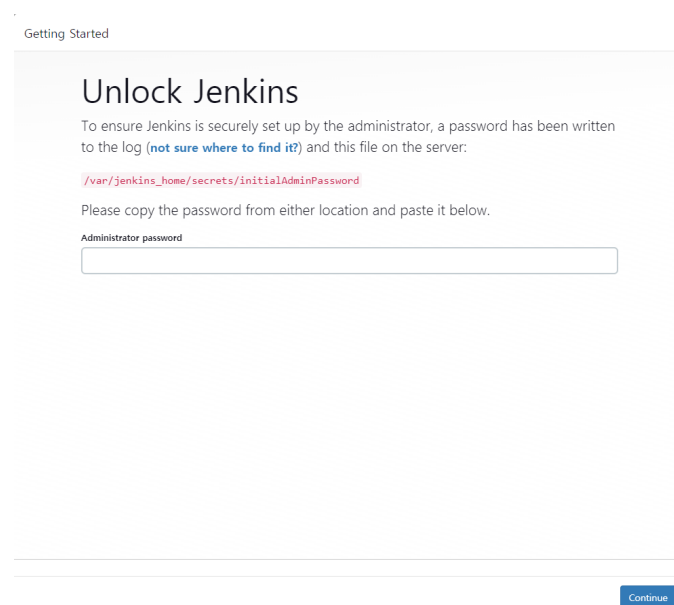 Getting Started
Unlock Jenkins
To ensure Jenkins is securely set up by the administrator, a password has been written
to the log (not sure where to find it?) and this file on the server:
/var/jenkins_home/secrets/initialAdminPassword
Please copy the password from either location and paste it below.
Administrator password
Continue